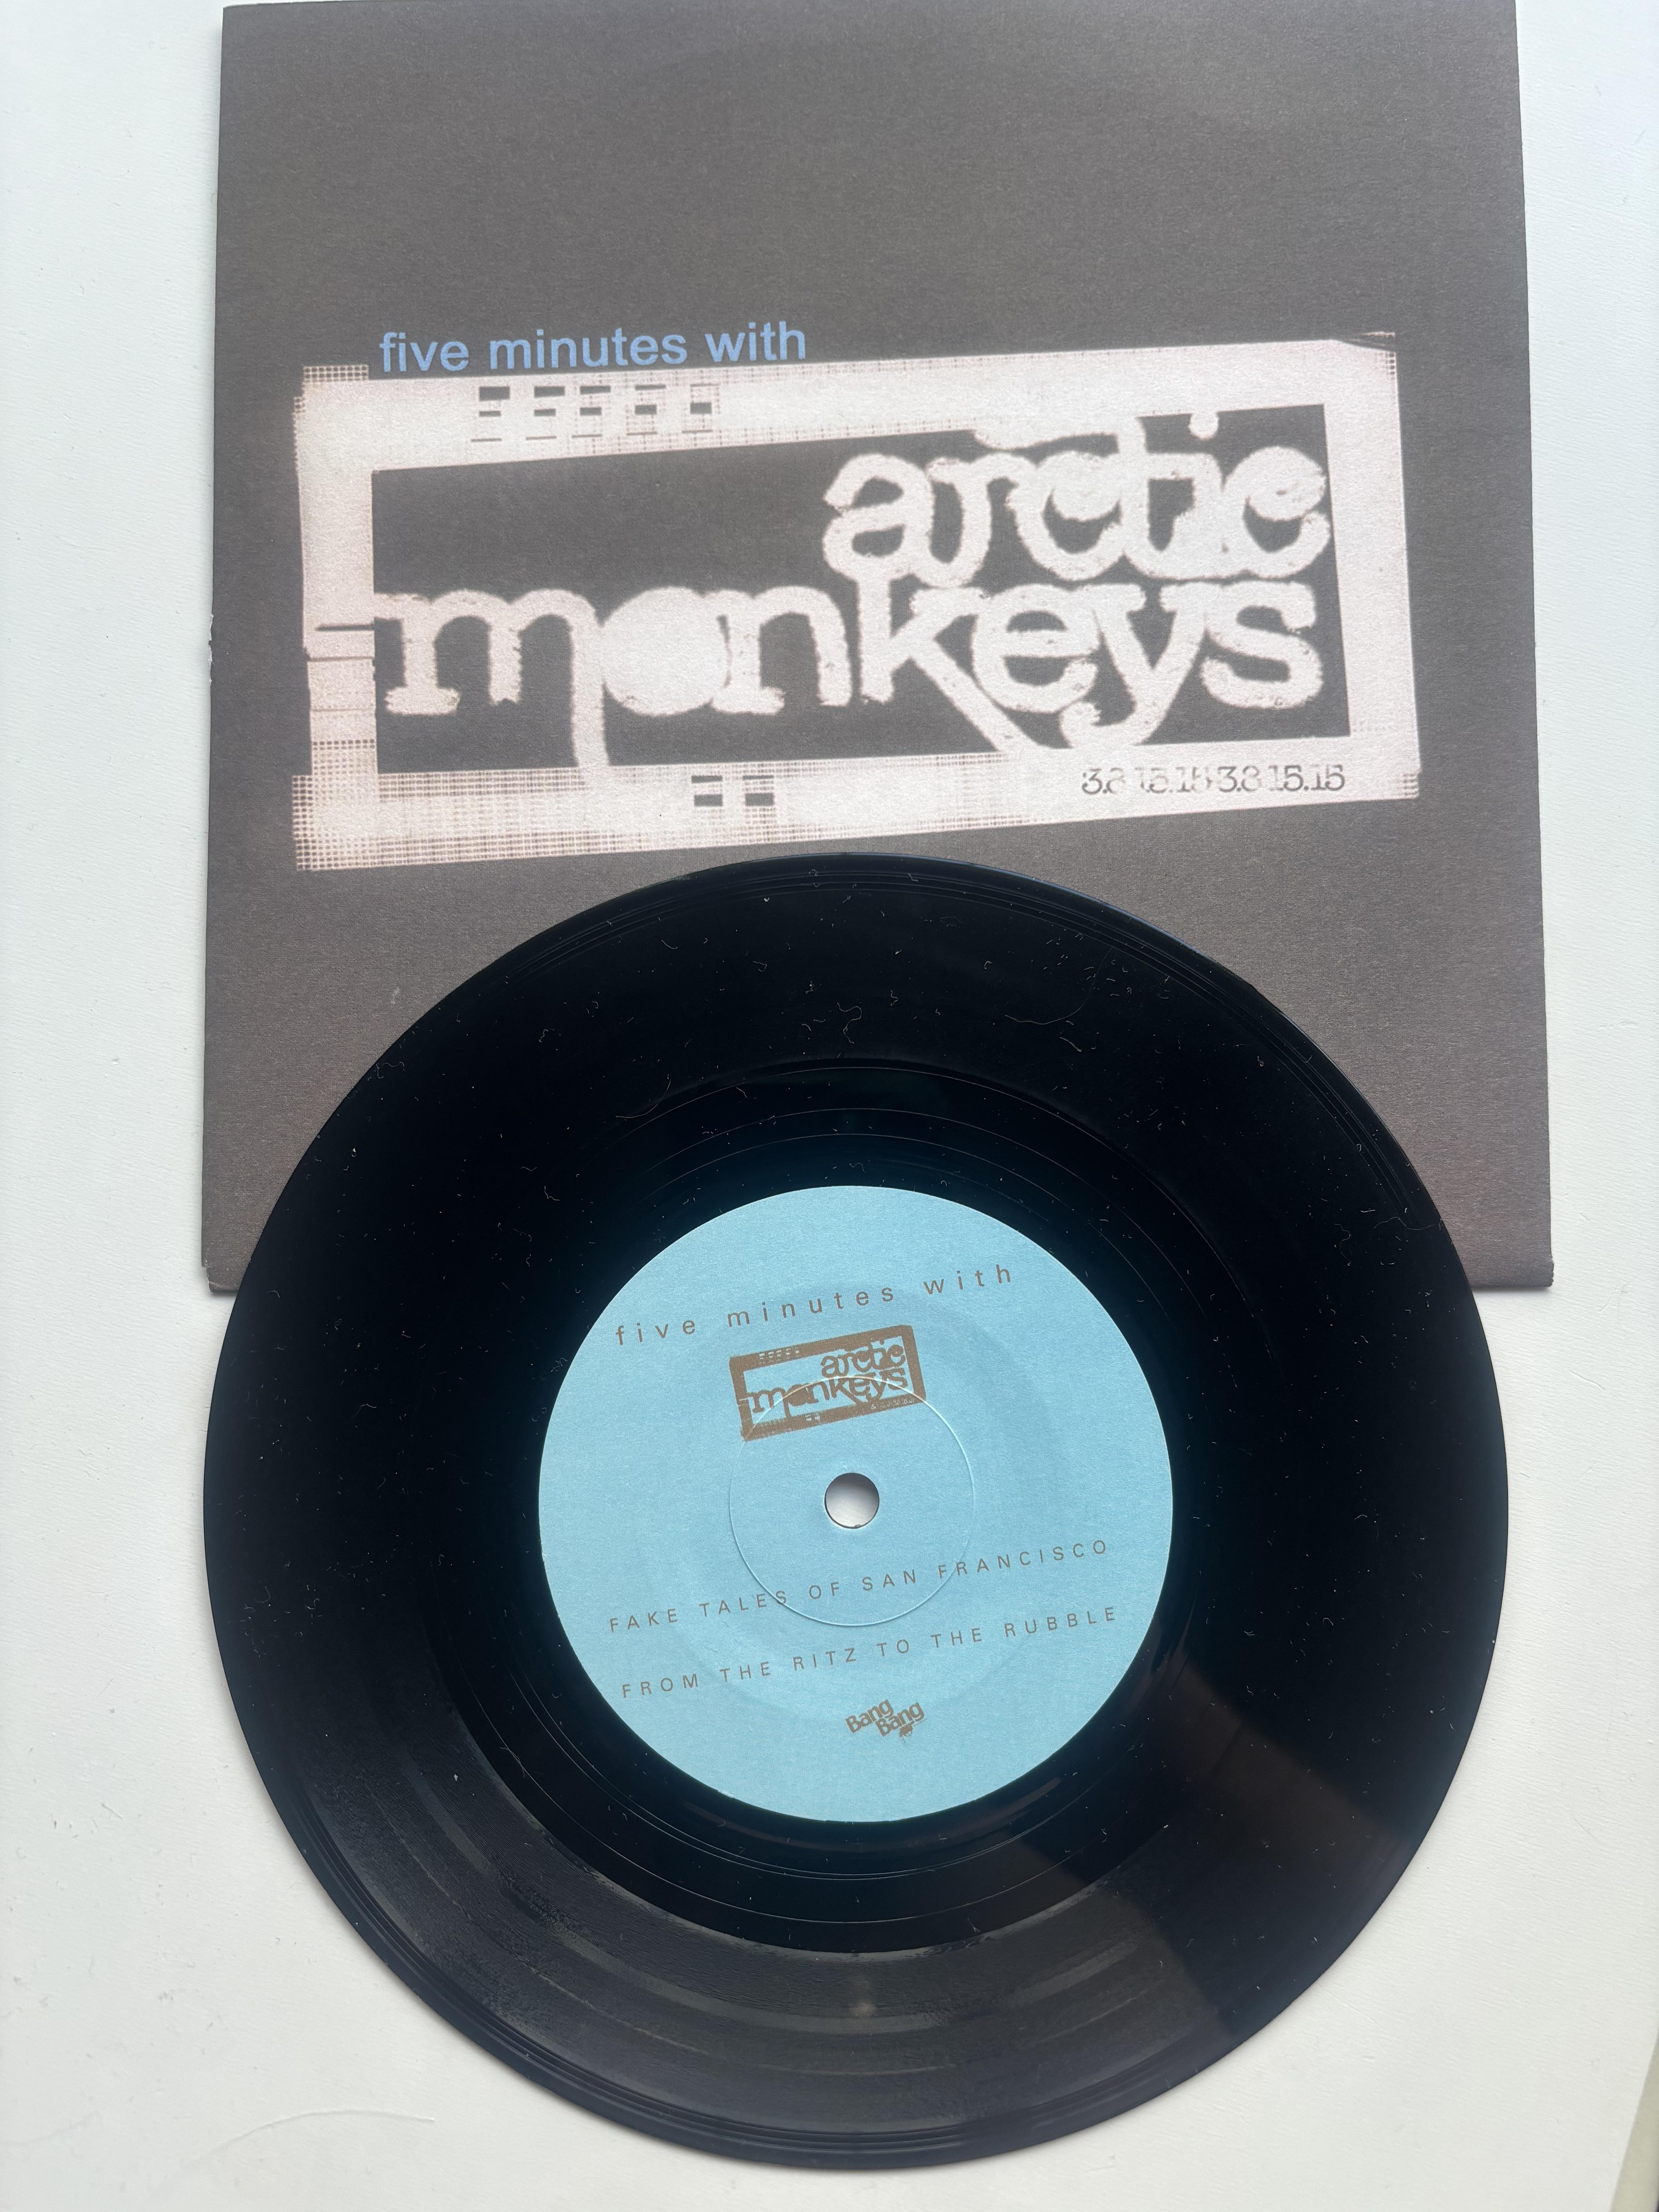 five minutes with
arctic
monkeys
3.8 15.15 3.8 15.15
five minutes with
arctic
monkeys
FAKE TALES OF SAN FRANCISCO
FROM THE RITZ TO THE RUBBLE
Bang
Bang